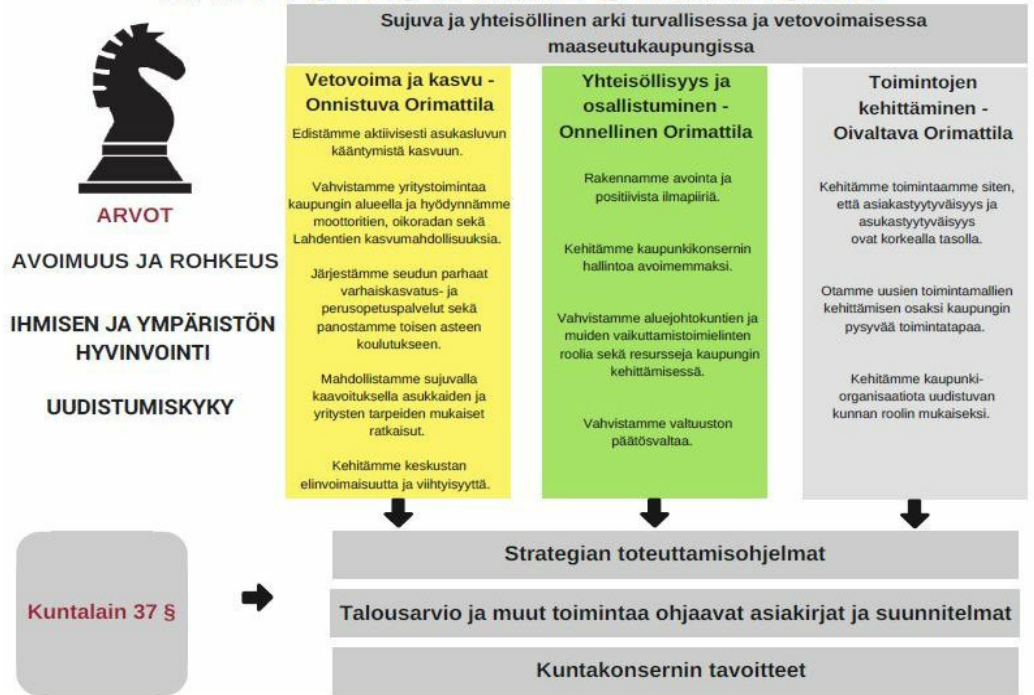 Sujuva ja yhteisöllinen arki turvallisessa ja vetovoimaisessa
maaseutukaupungissa
ARVOT
AVOIMUUS JA ROHKEUS
IHMISEN JA YMPÄRISTÖN
HYVINVOINTI
UUDISTUMISKYKY
Vetovoima ja kasvu -
Onnistuva Orimattila
Edistämme aktiivisesti asukasluvun
kääntymistä kasvuun.
Vahvistamme yritystoimintaa
kaupungin alueella ja hyödynnämme
moottoritien, oikoradan sekä
Lahdentien kasvumahdollisuuksia.
Järjestämme seudun parhaat
varhaiskasvatus- ja
perusopetuspalvelut sekä
panostamme toisen asteen
koulutukseen.
Mahdollistamme sujuvalla
kaavoituksella asukkaiden ja
yritysten tarpeiden mukaiset
ratkaisut.
Kehitämme keskustan
elinvoimaisuutta ja viihtyisyyttä.
Yhteisöllisyys ja
osallistuminen -
Onnellinen Orimattila
Rakennamme avointa ja
positiivista ilmapiiriä.
Kehitämme kaupunkikonsernin
hallintoa avoimemmaksi.
Vahvistamme aluejohtokuntien ja
muiden vaikuttamistoimielinten
roolia sekä resursseja kaupungin
kehittämisessä.
Vahvistamme valtuuston
päätösvaltaa.
Toimintojen
kehittäminen -
Oivaltava Orimattila
Kehitämme toimintaamme siten,
että asiakastyytyväisyys ja
asukastyytyväisyys
ovat korkealla tasolla.
Otamme uusien toimintamallien
kehittämisen osaksi kaupungin
pysyvää toimintatapaa.
Kehitämme kaupunki-
organisaatiota uudistuvan
kunnan roolin mukaiseksi.
Kuntalain 37 §
Strategian toteuttamisohjelmat
Talousarvio ja muut toimintaa ohjaavat asiakirjat ja suunnitelmat
Kuntakonsernin tavoitteet